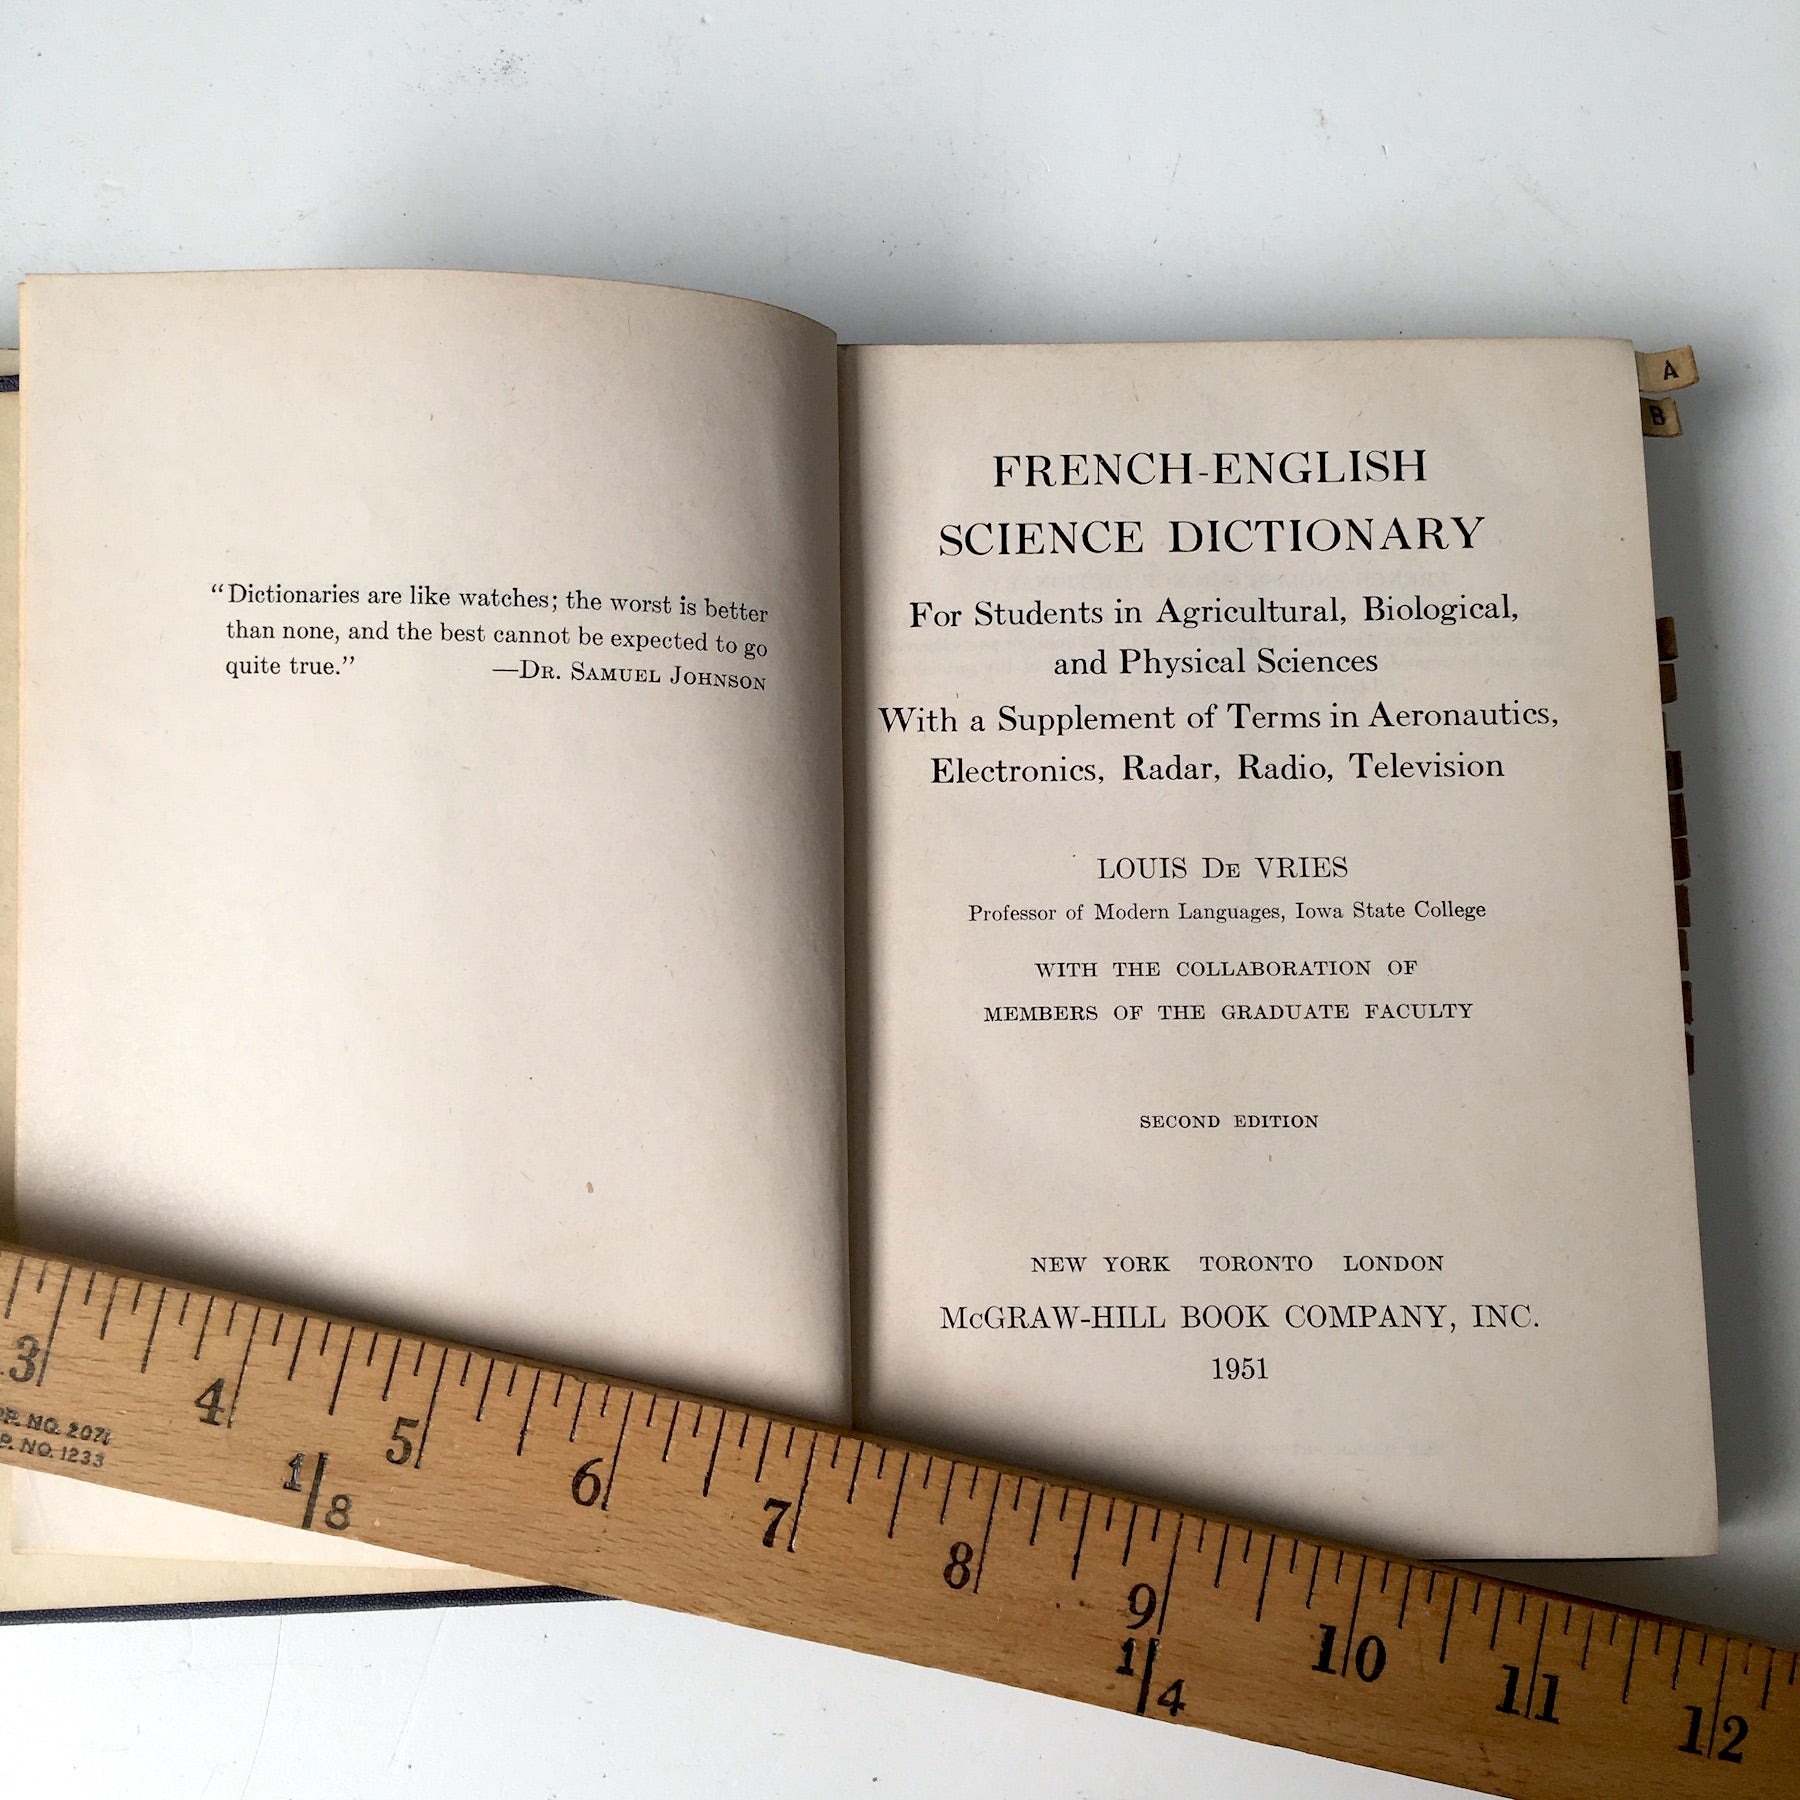 “Dictionaries are like watches; the worst is better
than none, and the best cannot be expected to go
quite true.” —DR. SAMUEL JOHNSON
A
B
FRENCH-ENGLISH
SCIENCE DICTIONARY
For Students in Agricultural, Biological,
and Physical Sciences
With a Supplement of Terms in Aeronautics,
Electronics, Radar, Radio, Television
LOUIS DE VRIES
Professor of Modern Languages, Iowa State College
WITH THE COLLABORATION OF
MEMBERS OF THE GRADUATE FACULTY
SECOND EDITION
NEW YORK TORONTO LONDON
McGRAW-HILL BOOK COMPANY, INC.
1951
3 4 5 6 7 8 9 10 11 12
NO. 2071
P. NO. 1233
1/8 1/4